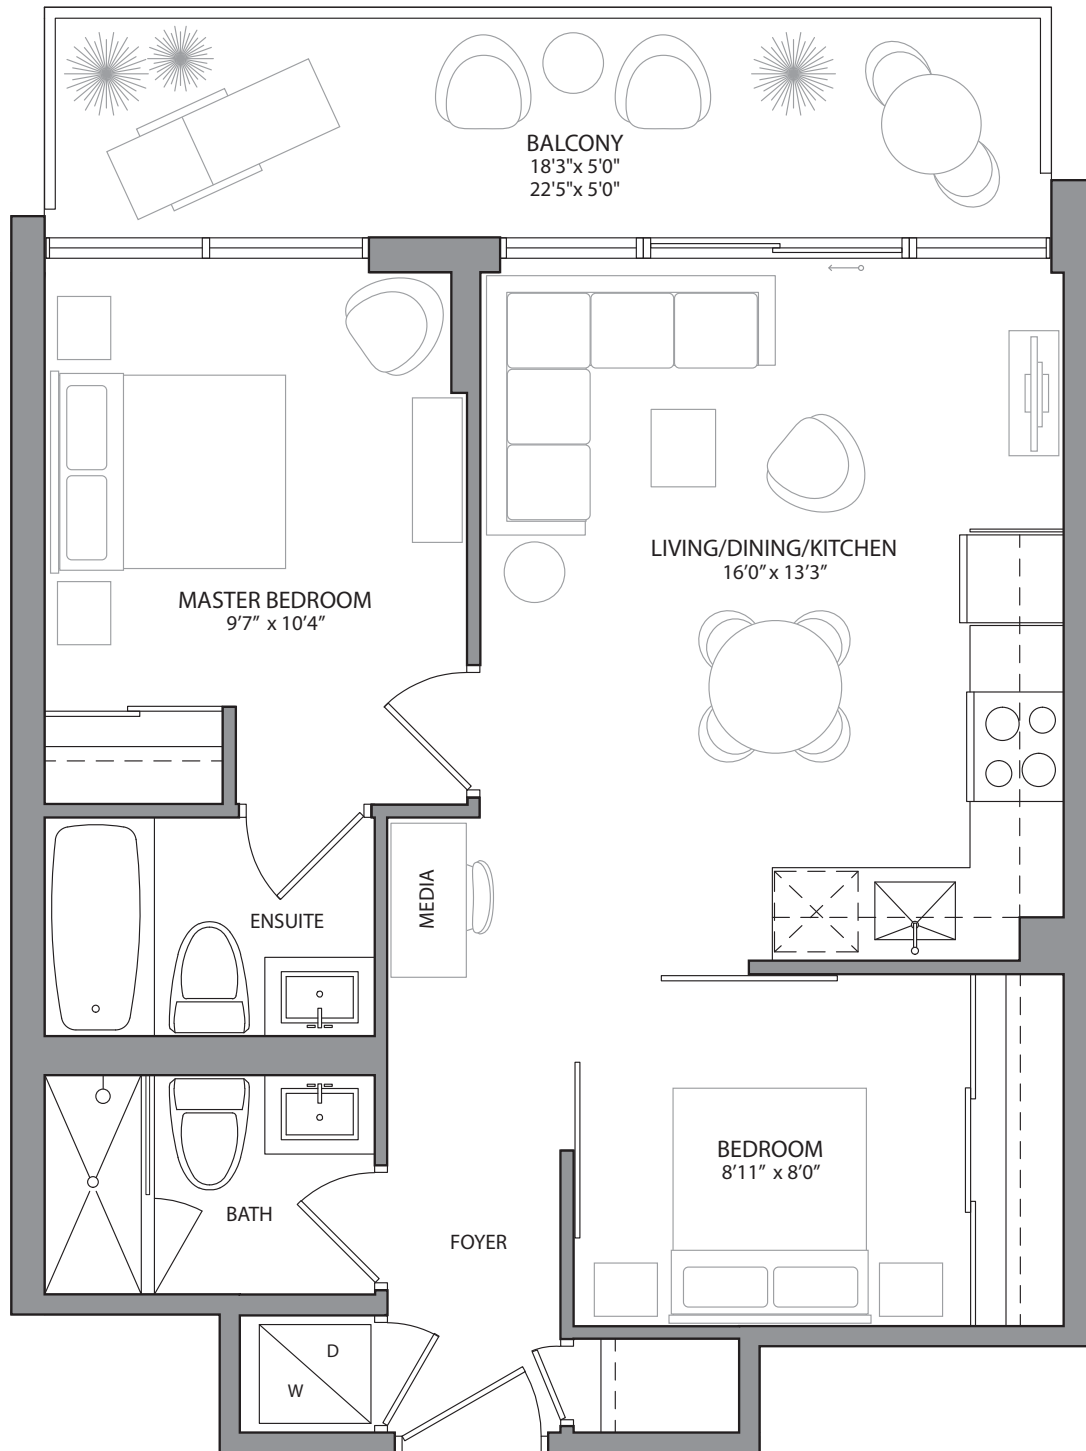 BALCONY
18'3"x 5'0"
22'5"x 5'0"
LIVING/DINING/KITCHEN
16'0" x 13'3"
MASTER BEDROOM
9'7" x 10'4"
MEDIA
ENSUITE
BEDROOM
8'11" x 8'0"
BATH
FOYER
D
W